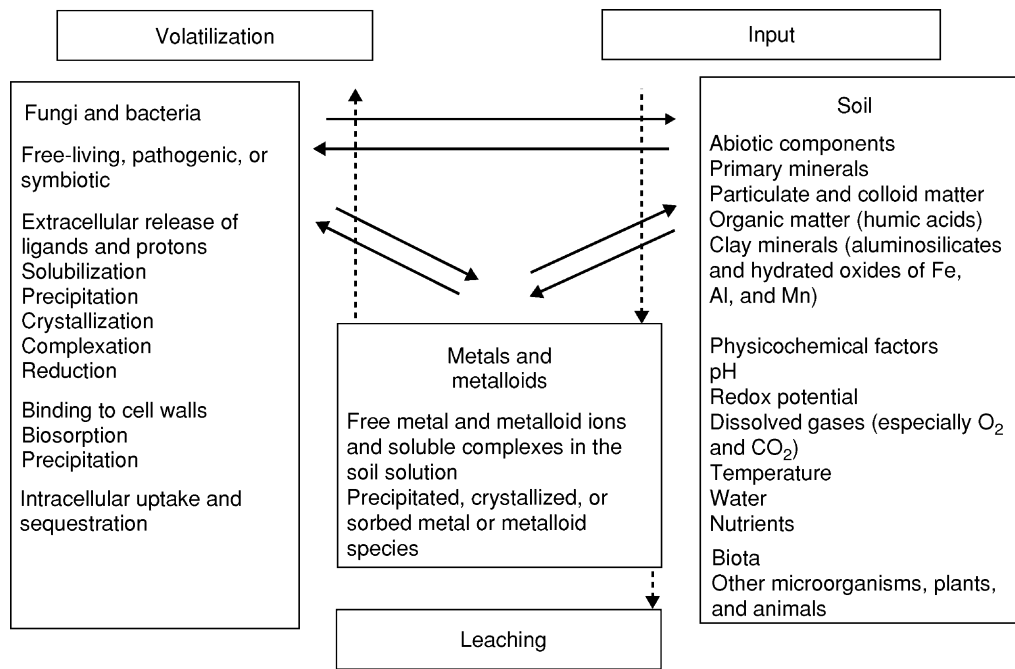 Volatilization
Input
Fungi and bacteria
Free-living, pathogenic, or
symbiotic
Extracellular release of
ligands and protons
Solubilization
Precipitation
Crystallization
Complexation
Reduction
Binding to cell walls
Biosorption
Precipitation
Intracellular uptake and
sequestration
Metals and
metalloids
Free metal and metalloid ions
and soluble complexes in the
soil solution
Precipitated, crystallized, or
sorbed metal or metalloid
species
Leaching
Soil
Abiotic components
Primary minerals
Particulate and colloid matter
Organic matter (humic acids)
Clay minerals (aluminosilicates
and hydrated oxides of Fe,
Al, and Mn)
Physicochemical factors
pH
Redox potential
Dissolved gases (especially O2
and CO2)
Temperature
Water
Nutrients
Biota
Other microorganisms, plants,
and animals